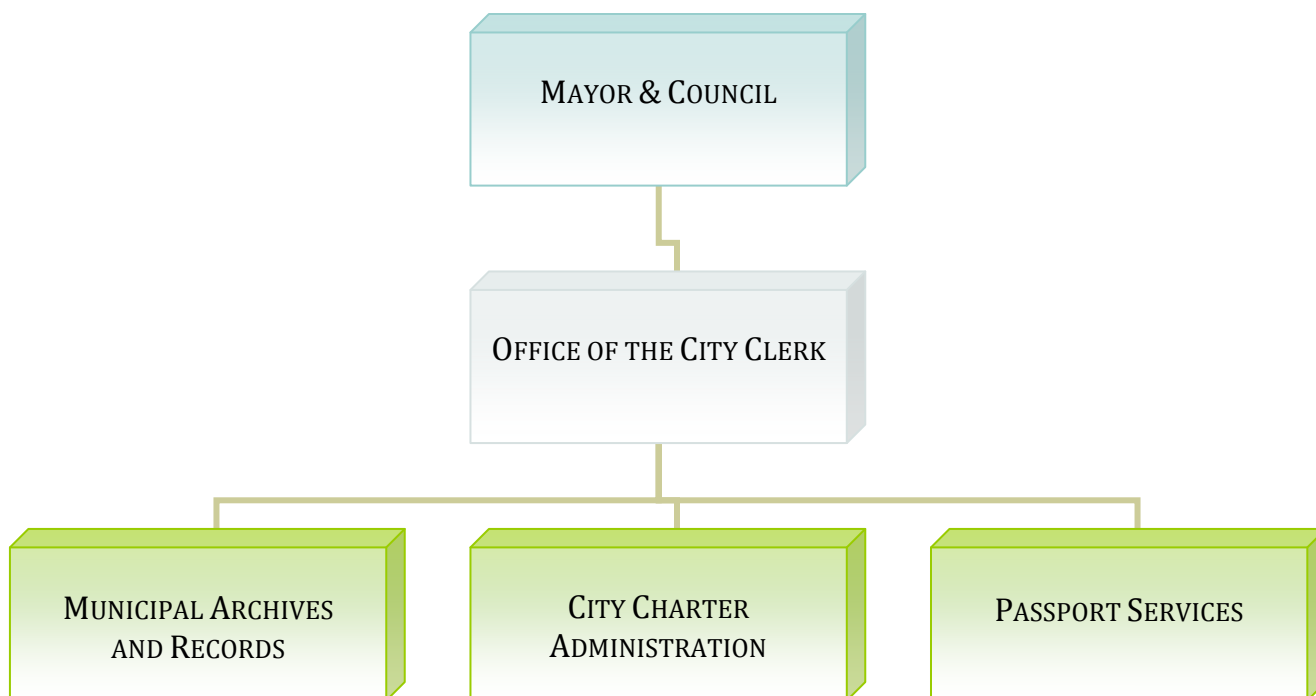 MAYOR & COUNCIL
OFFICE OF THE CITY CLERK
MUNICIPAL ARCHIVES
AND RECORDS
CITY CHARTER
ADMINISTRATION
PASSPORT SERVICES